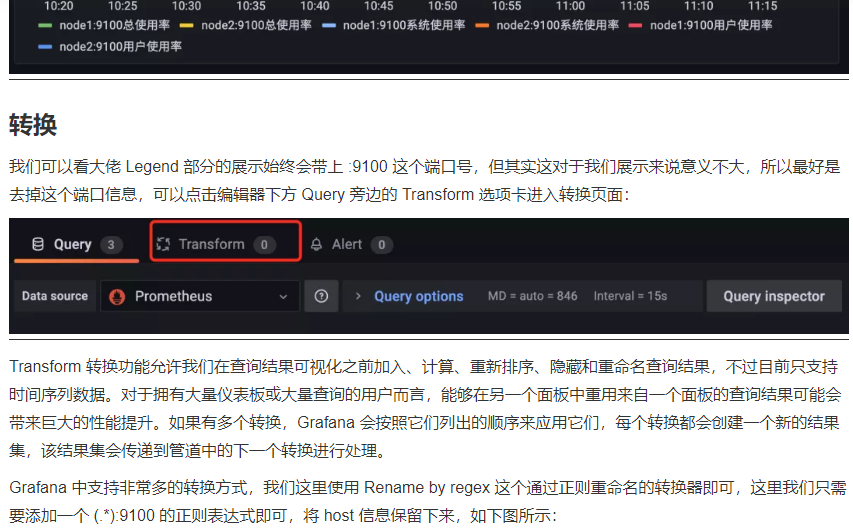 10:20 10:25 10:30 10:35 10:40 10:45 10:50 10:55 11:00 11:05 11:10 11:15
node1:9100总使用率 node2:9100总使用率 node1:9100系统使用率 node2:9100系统使用率 node1:9100用户使用率
node2:9100用户使用率
转换
我们可以看大佬 Legend 部分的展示始终会带上 :9100 这个端口号，但其实这对于我们展示来说意义不大，所以最好是
去掉这个端口信息，可以点击编辑器下方 Query 旁边的 Transform 选项卡进入转换页面：
Query 3 Transform 0 Alert 0
Data source Prometheus Query options MD = auto = 846 Interval = 15s Query inspector
Transform 转换功能允许我们在查询结果可视化之前加入、计算、重新排序、隐藏和重命名查询结果，不过目前只支持
时间序列数据。对于拥有大量仪表板或大量查询的用户而言，能够在另一个面板中重用来自一个面板的查询结果可能会
带来巨大的性能提升。如果有多个转换，Grafana 会按照它们列出的顺序来应用它们，每个转换都会创建一个新的结果
集，该结果集会传递到管道中的下一个转换进行处理。
Grafana 中支持非常多的转换方式，我们这里使用 Rename by regex 这个通过正则重命名的转换器即可，这里我们只需
要添加一个 (.*):9100 的正则表达式即可，将 host 信息保留下来，如下图所示：